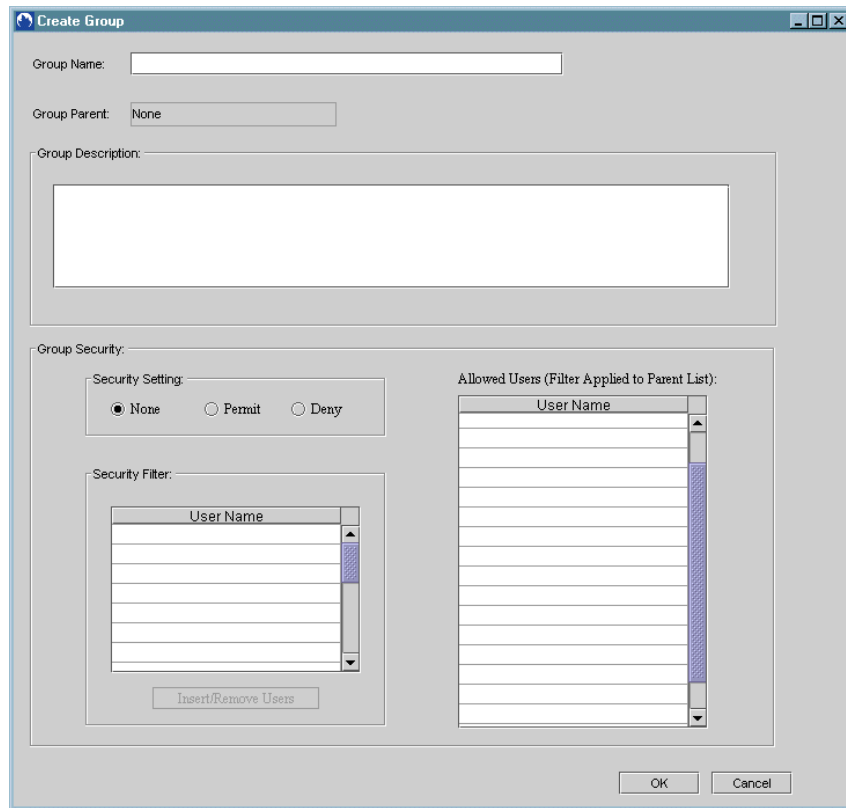 Create Group
Group Name:
Group Parent: None
Group Description:
Group Security:
Security Setting:
None Permit Deny
Allowed Users (Filter Applied to Parent List):
User Name
Security Filter:
User Name
Insert/Remove Users
OK Cancel